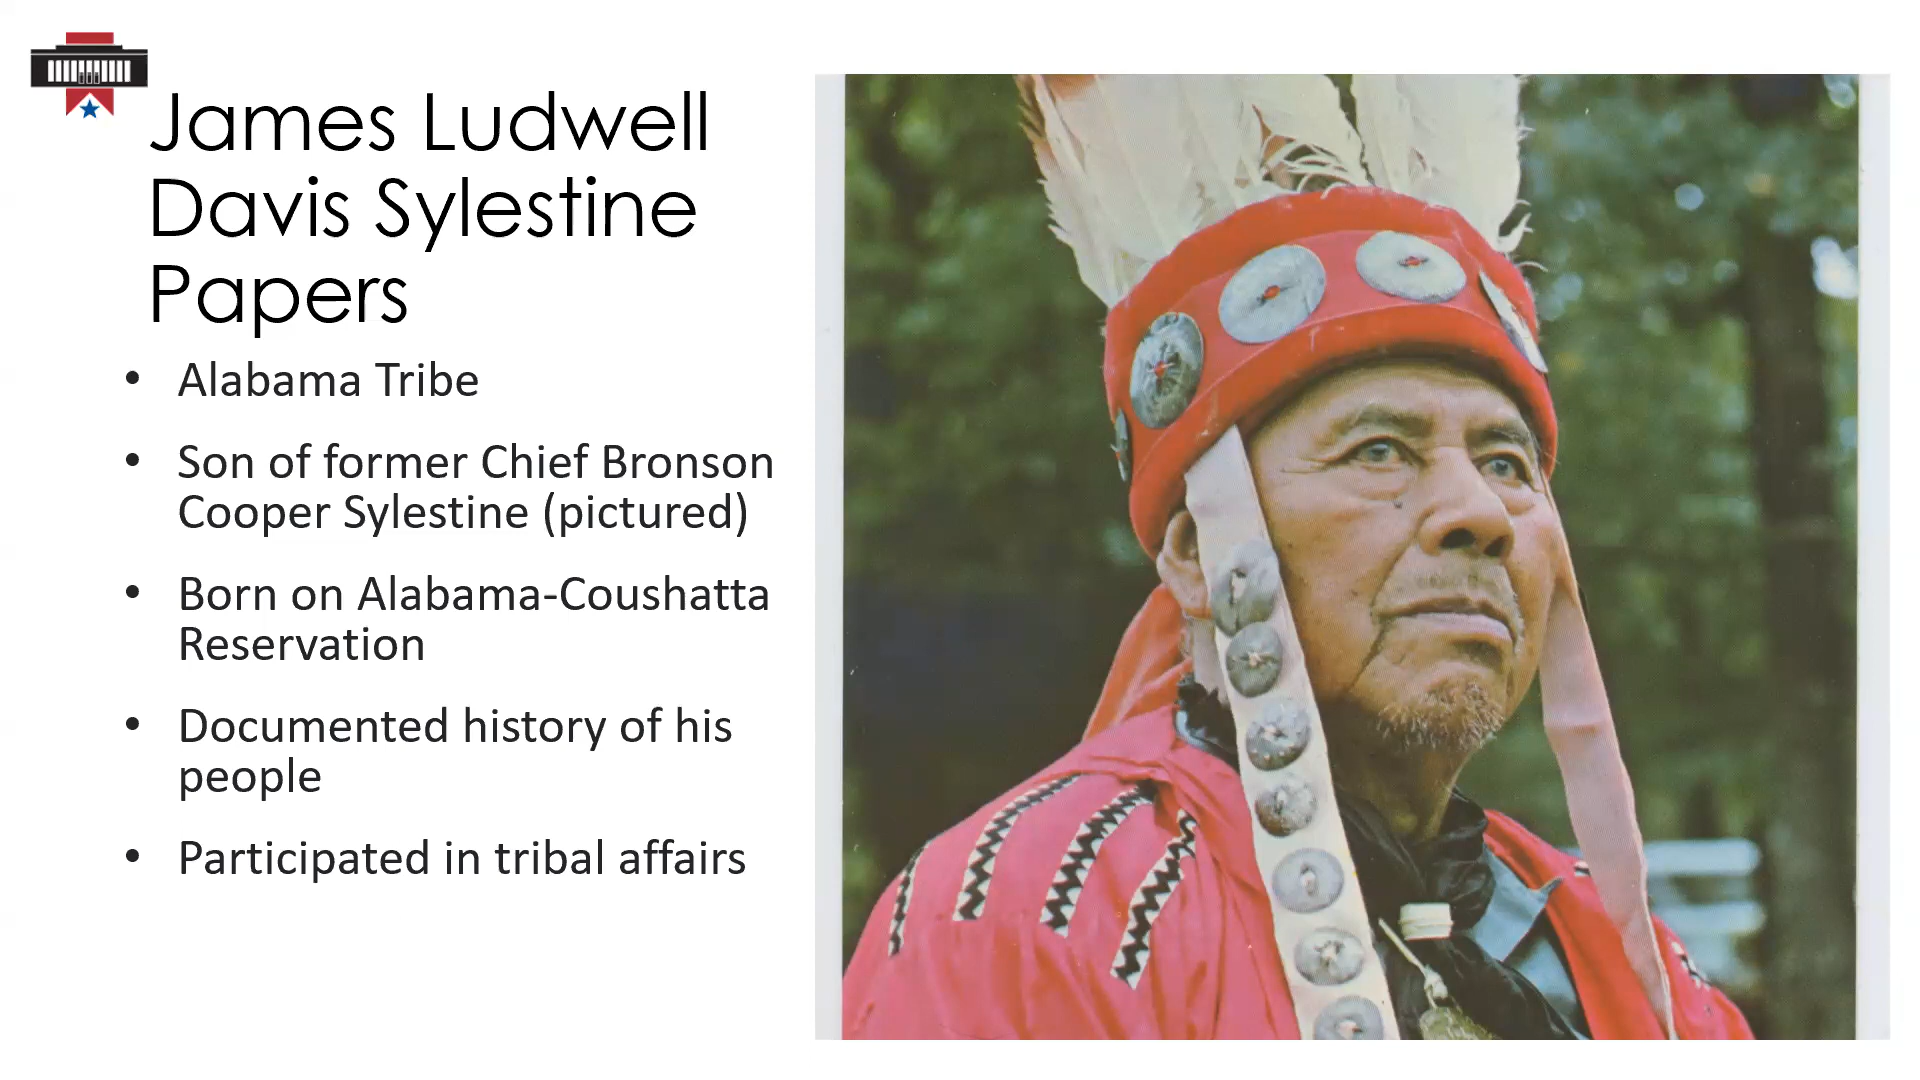 James Ludwell
Davis Sylestine
Papers
• Alabama Tribe
• Son of former Chief Bronson
Cooper Sylestine (pictured)
• Born on Alabama-Coushatta
Reservation
• Documented history of his
people
• Participated in tribal affairs